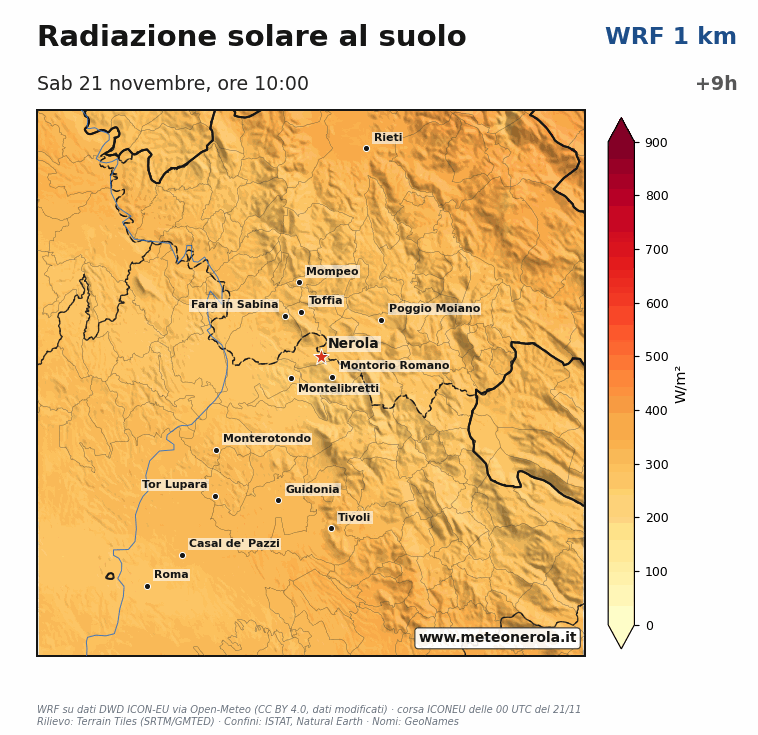 Radiazione solare al suolo
WRF 1 km
Sab 21 novembre, ore 10:00
+9h
Rieti
Mompeo
Toffia
Fara in Sabina
Poggio Moiano
Nerola
Montorio Romano
Montelibretti
Monterotondo
Tor Lupara
Guidonia
Tivoli
Casal de' Pazzi
Roma
www.meteonerola.it
900
800
700
600
500
400
300
200
100
0
W/m²
WRF su dati DWD ICON-EU via Open-Meteo (CC BY 4.0, dati modificati) · corsa ICONEU delle 00 UTC del 21/11
Rilievo: Terrain Tiles (SRTM/GMTED) · Confini: ISTAT, Natural Earth · Nomi: GeoNames